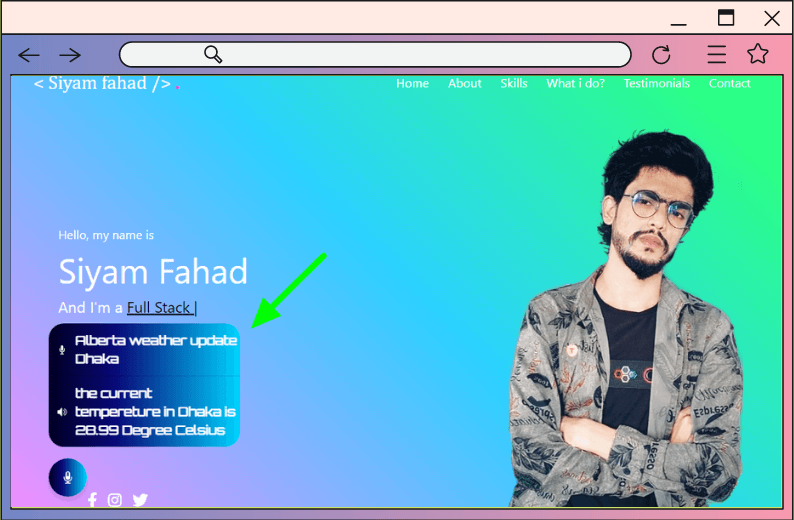 < Siyam fahad /> .
Home About Skills What i do? Testimonials Contact
Hello, my name is
Siyam Fahad
And I'm a Full Stack |
Alberta weather update
Dhaka
the current
tempereture in Dhaka is
28.99 Degree Celsius